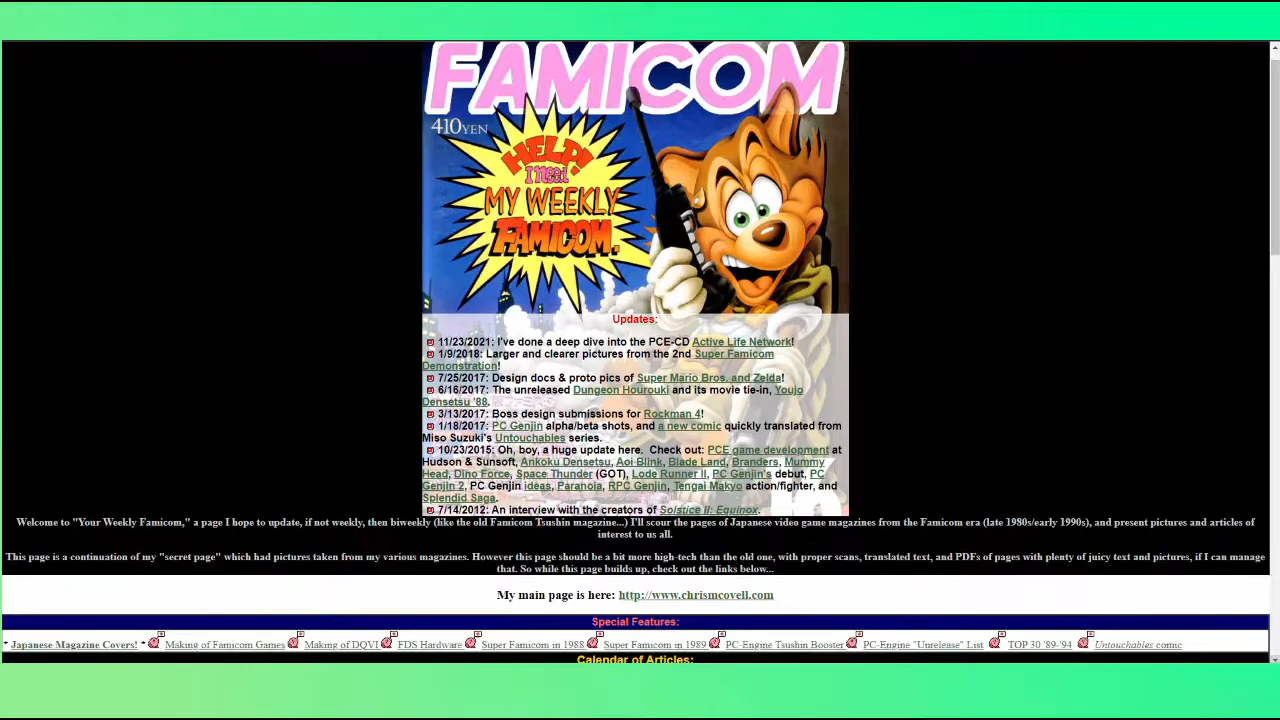 FAMICOM
410YEN
HELP!
I need
MY WEEKLY
FAMICOM.
Updates:
11/23/2021: I've done a deep dive into the PCE-CD Active Life Network!
1/9/2018: Larger and clearer pictures from the 2nd Super Famicom
Demonstration!
7/25/2017: Design docs & proto pics of Super Mario Bros. and Zelda!
6/16/2017: The unreleased Dungeon Hourouki and its movie tie-in, Youjo
Densetsu '88.
3/13/2017: Boss design submissions for Rockman 4!
1/18/2017: PC Genjin alpha/beta shots, and a new comic quickly translated from
Miso Suzuki's Untouchables series.
10/23/2015: Oh, boy, a huge update here. Check out: PCE game development at
Hudson & Sunsoft, Ankoku Densetsu, Aoi Blink, Blade Land, Branders, Mummy
Head, Dino Force, Space Thunder (GOT), Lode Runner II, PC Genjin's debut, PC
Genjin 2, PC Genjin ideas, Paranoia, RPC Genjin, Tengai Makyo action/fighter, and
Splendid Saga.
7/14/2012: An interview with the creators of Solstice II: Equinox.
Welcome to "Your Weekly Famicom," a page I hope to update, if not weekly, then biweekly (like the old Famicom Tsushin magazine...) I'll scour the pages of Japanese video game magazines from the Famicom era (late 1980s/early 1990s), and present pictures and articles of
interest to us all.
This page is a continuation of my "secret page" which had pictures taken from my various magazines. However this page should be a bit more high-tech than the old one, with proper scans, translated text, and PDFs of pages with plenty of juicy text and pictures, if I can manage
that. So while this page builds up, check out the links below...
My main page is here: http://www.chrismcovell.com
Special Features:
* Japanese Magazine Covers! * Making of Famicom Games Making of DQVI FDS Hardware Super Famicom in 1988 Super Famicom in 1989 PC-Engine Tsushin Booster PC-Engine "Unrelease" List TOP 30 '89-'94 Untouchables comic
Calendar of Articles: